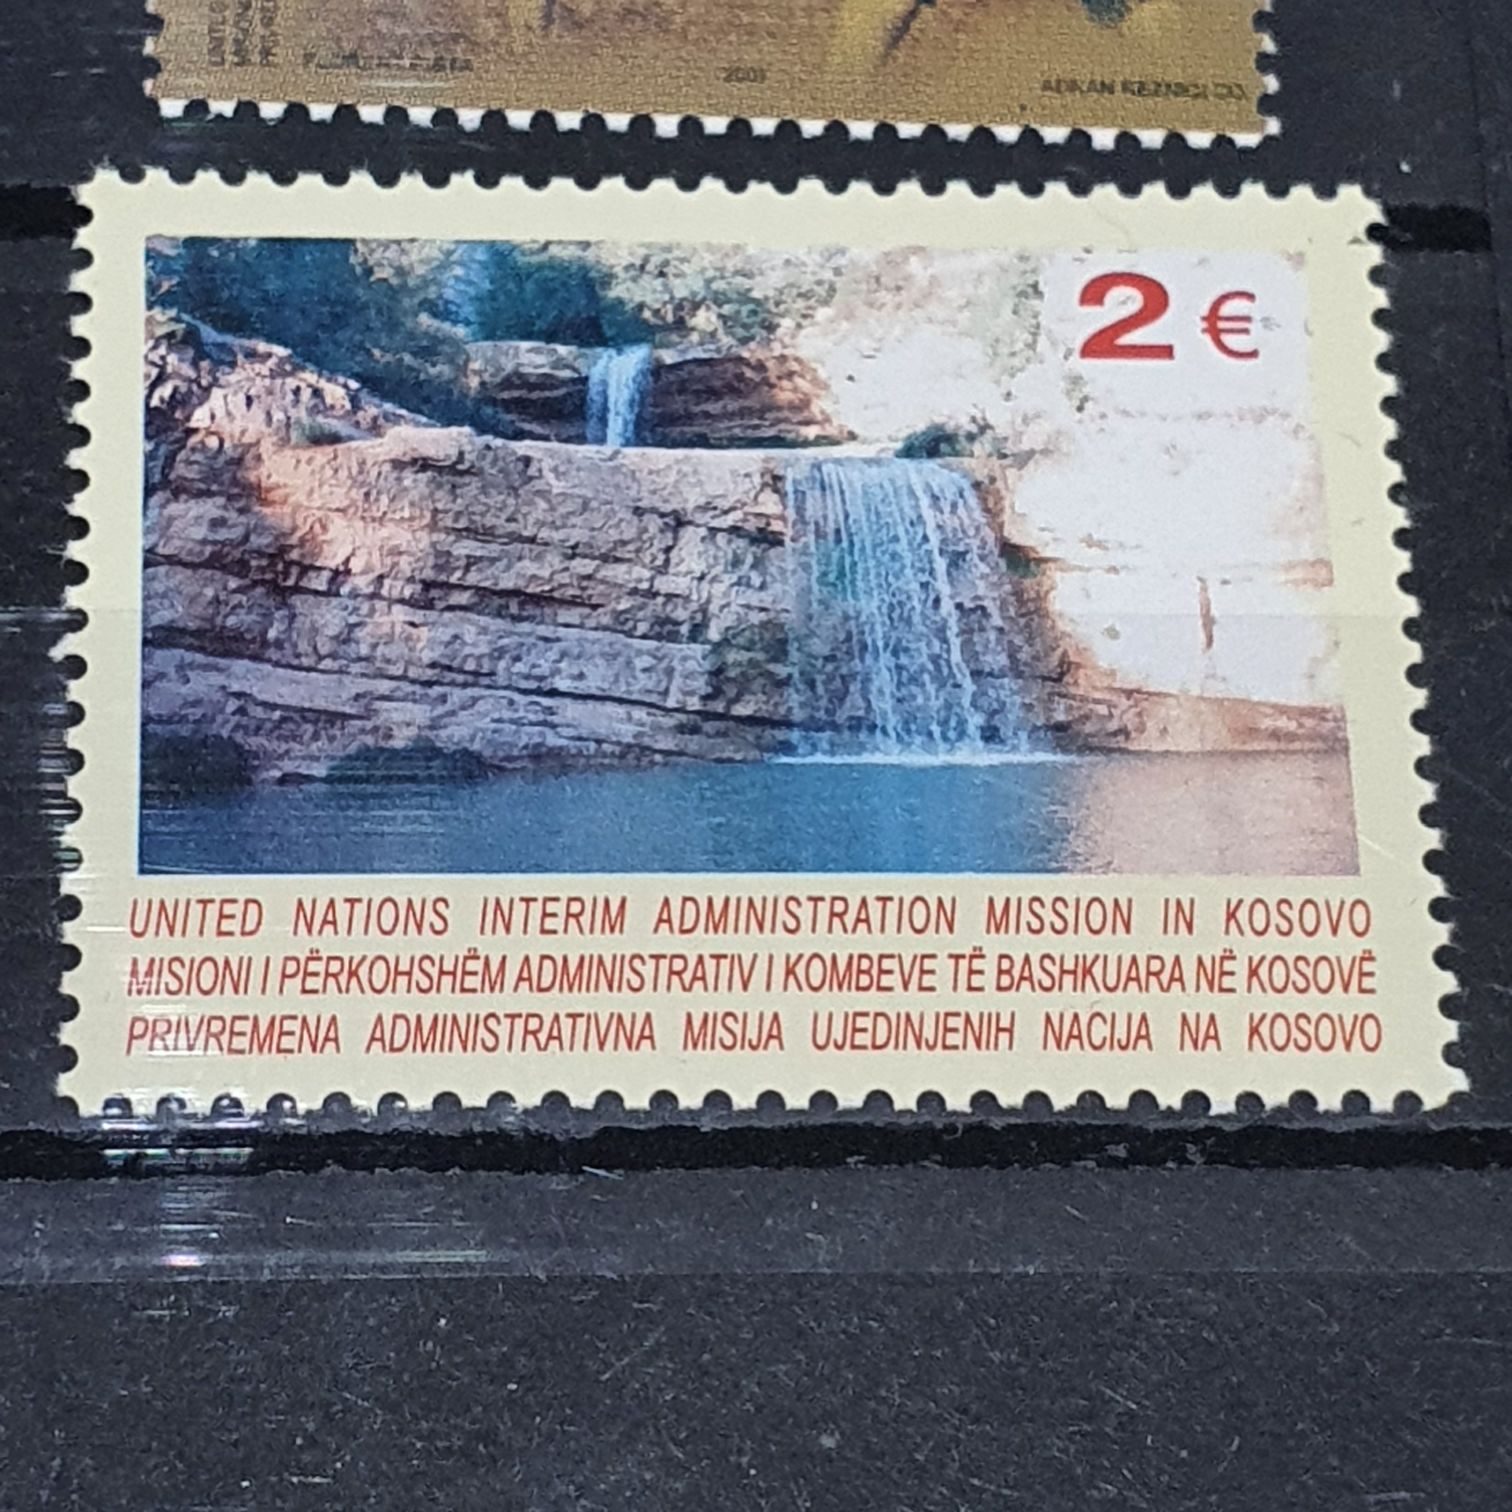 2001
2 €
UNITED NATIONS INTERIM ADMINISTRATION MISSION IN KOSOVO
MISIONI I PËRKOHSHËM ADMINISTRATIV I KOMBEVE TË BASHKUARA NË KOSOVË
PRIVREMENA ADMINISTRATIVNA MISIJA UJEDINJENIH NACIJA NA KOSOVO